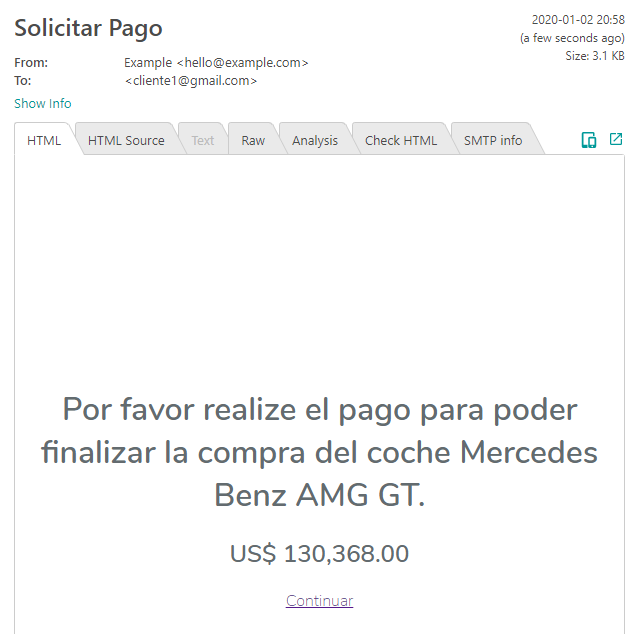 Solicitar Pago
2020-01-02 20:58
(a few seconds ago)
Size: 3.1 KB
From: Example <hello@example.com>
To: <cliente1@gmail.com>
Show Info
HTML HTML Source Text Raw Analysis Check HTML SMTP info
Por favor realize el pago para poder
finalizar la compra del coche Mercedes
Benz AMG GT.
US$ 130,368.00
Continuar